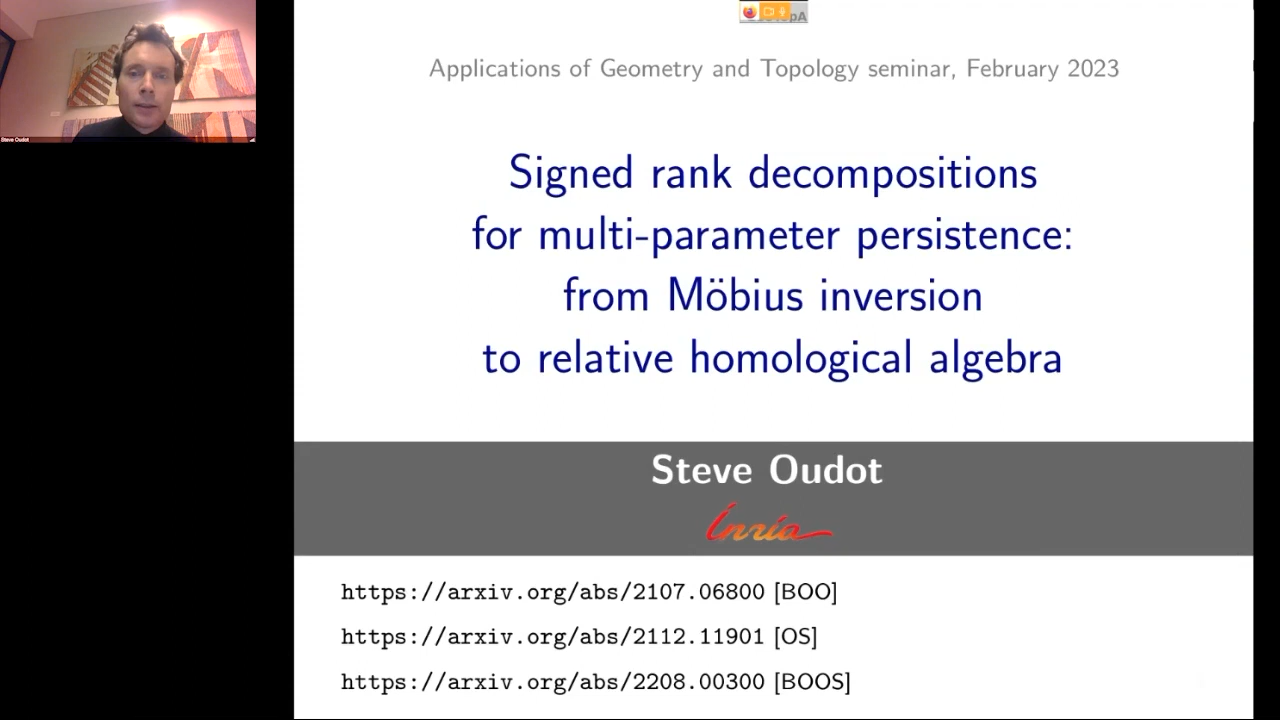 Steve Oudot
Applications of Geometry and Topology seminar, February 2023
Signed rank decompositions
for multi-parameter persistence:
from Möbius inversion
to relative homological algebra
Steve Oudot
Inria
https://arxiv.org/abs/2107.06800 [BOO]
https://arxiv.org/abs/2112.11901 [OS]
https://arxiv.org/abs/2208.00300 [BOOS]